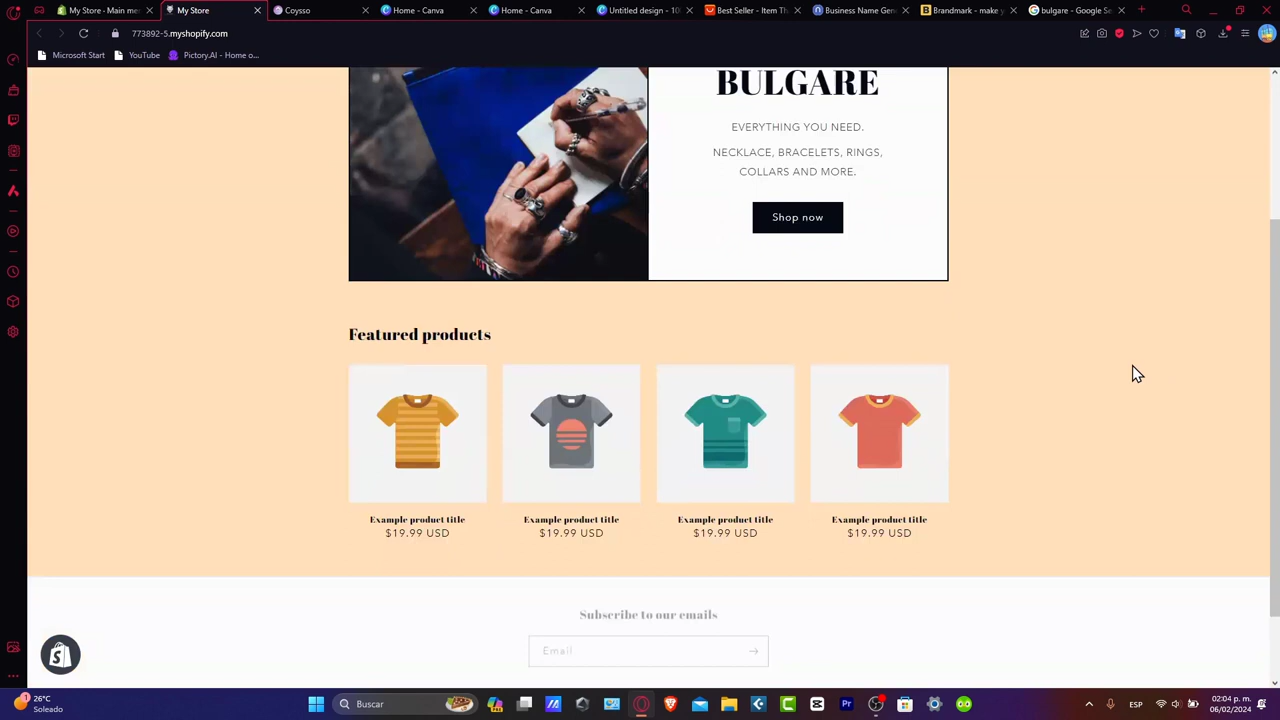 My Store - Main me
My Store
Coysso
Home - Canva
Home - Canva
Untitled design - 10
Best Seller - Item Th
Business Name Gene
Brandmark - make y
bulgare - Google Se
773892-5.myshopify.com
Microsoft Start
YouTube
Pictory.AI - Home o...
BULGARE
EVERYTHING YOU NEED.
NECKLACE, BRACELETS, RINGS,
COLLARS AND MORE.
Shop now
Featured products
Example product title
$19.99 USD
Example product title
$19.99 USD
Example product title
$19.99 USD
Example product title
$19.99 USD
Subscribe to our emails
Email
26°C
Soleado
Buscar
ESP
02:04 p. m.
06/02/2024